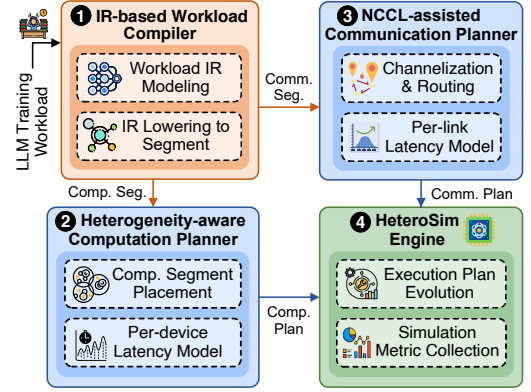 LLM Training
Workload
1 IR-based Workload
Compiler
Workload IR
Modeling
IR Lowering to
Segment
Comm.
Seg.
3 NCCL-assisted
Communication Planner
Channelization
& Routing
Per-link
Latency Model
Comp. Seg.
Comm. Plan
2 Heterogeneity-aware
Computation Planner
Comp. Segment
Placement
Per-device
Latency Model
Comp.
Plan
4 HeteroSim
Engine
Execution Plan
Evolution
Simulation
Metric Collection